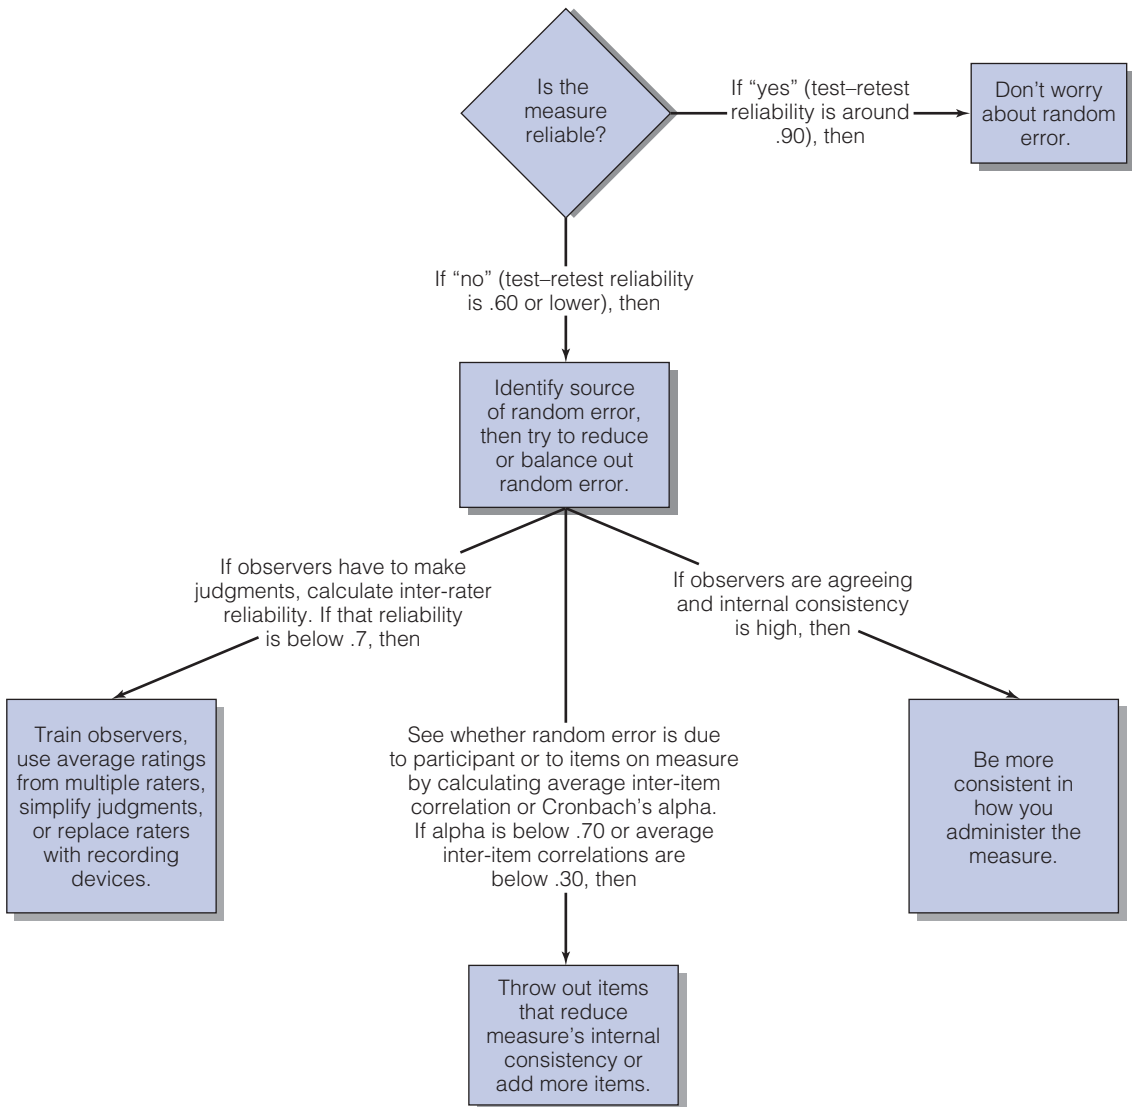 Is the
measure
reliable?
If “yes” (test–retest
reliability is around
.90), then
Don’t worry
about random
error.
If “no” (test–retest reliability
is .60 or lower), then
Identify source
of random error,
then try to reduce
or balance out
random error.
If observers have to make
judgments, calculate inter-rater
reliability. If that reliability
is below .7, then
If observers are agreeing
and internal consistency
is high, then
Train observers,
use average ratings
from multiple raters,
simplify judgments,
or replace raters
with recording
devices.
See whether random error is due
to participant or to items on measure
by calculating average inter-item
correlation or Cronbach’s alpha.
If alpha is below .70 or average
inter-item correlations are
below .30, then
Be more
consistent in
how you
administer the
measure.
Throw out items
that reduce
measure’s internal
consistency or
add more items.